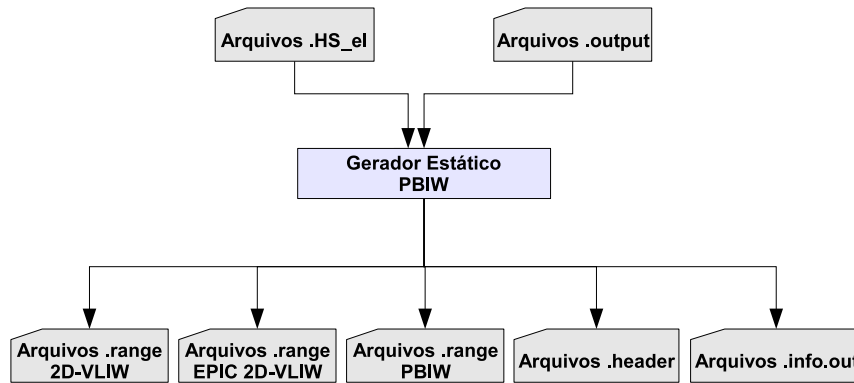 Arquivos .HS_el
Arquivos .output
Gerador Estático
PBIW
Arquivos .range
2D-VLIW
Arquivos .range
EPIC 2D-VLIW
Arquivos .range
PBIW
Arquivos .header
Arquivos .info.out